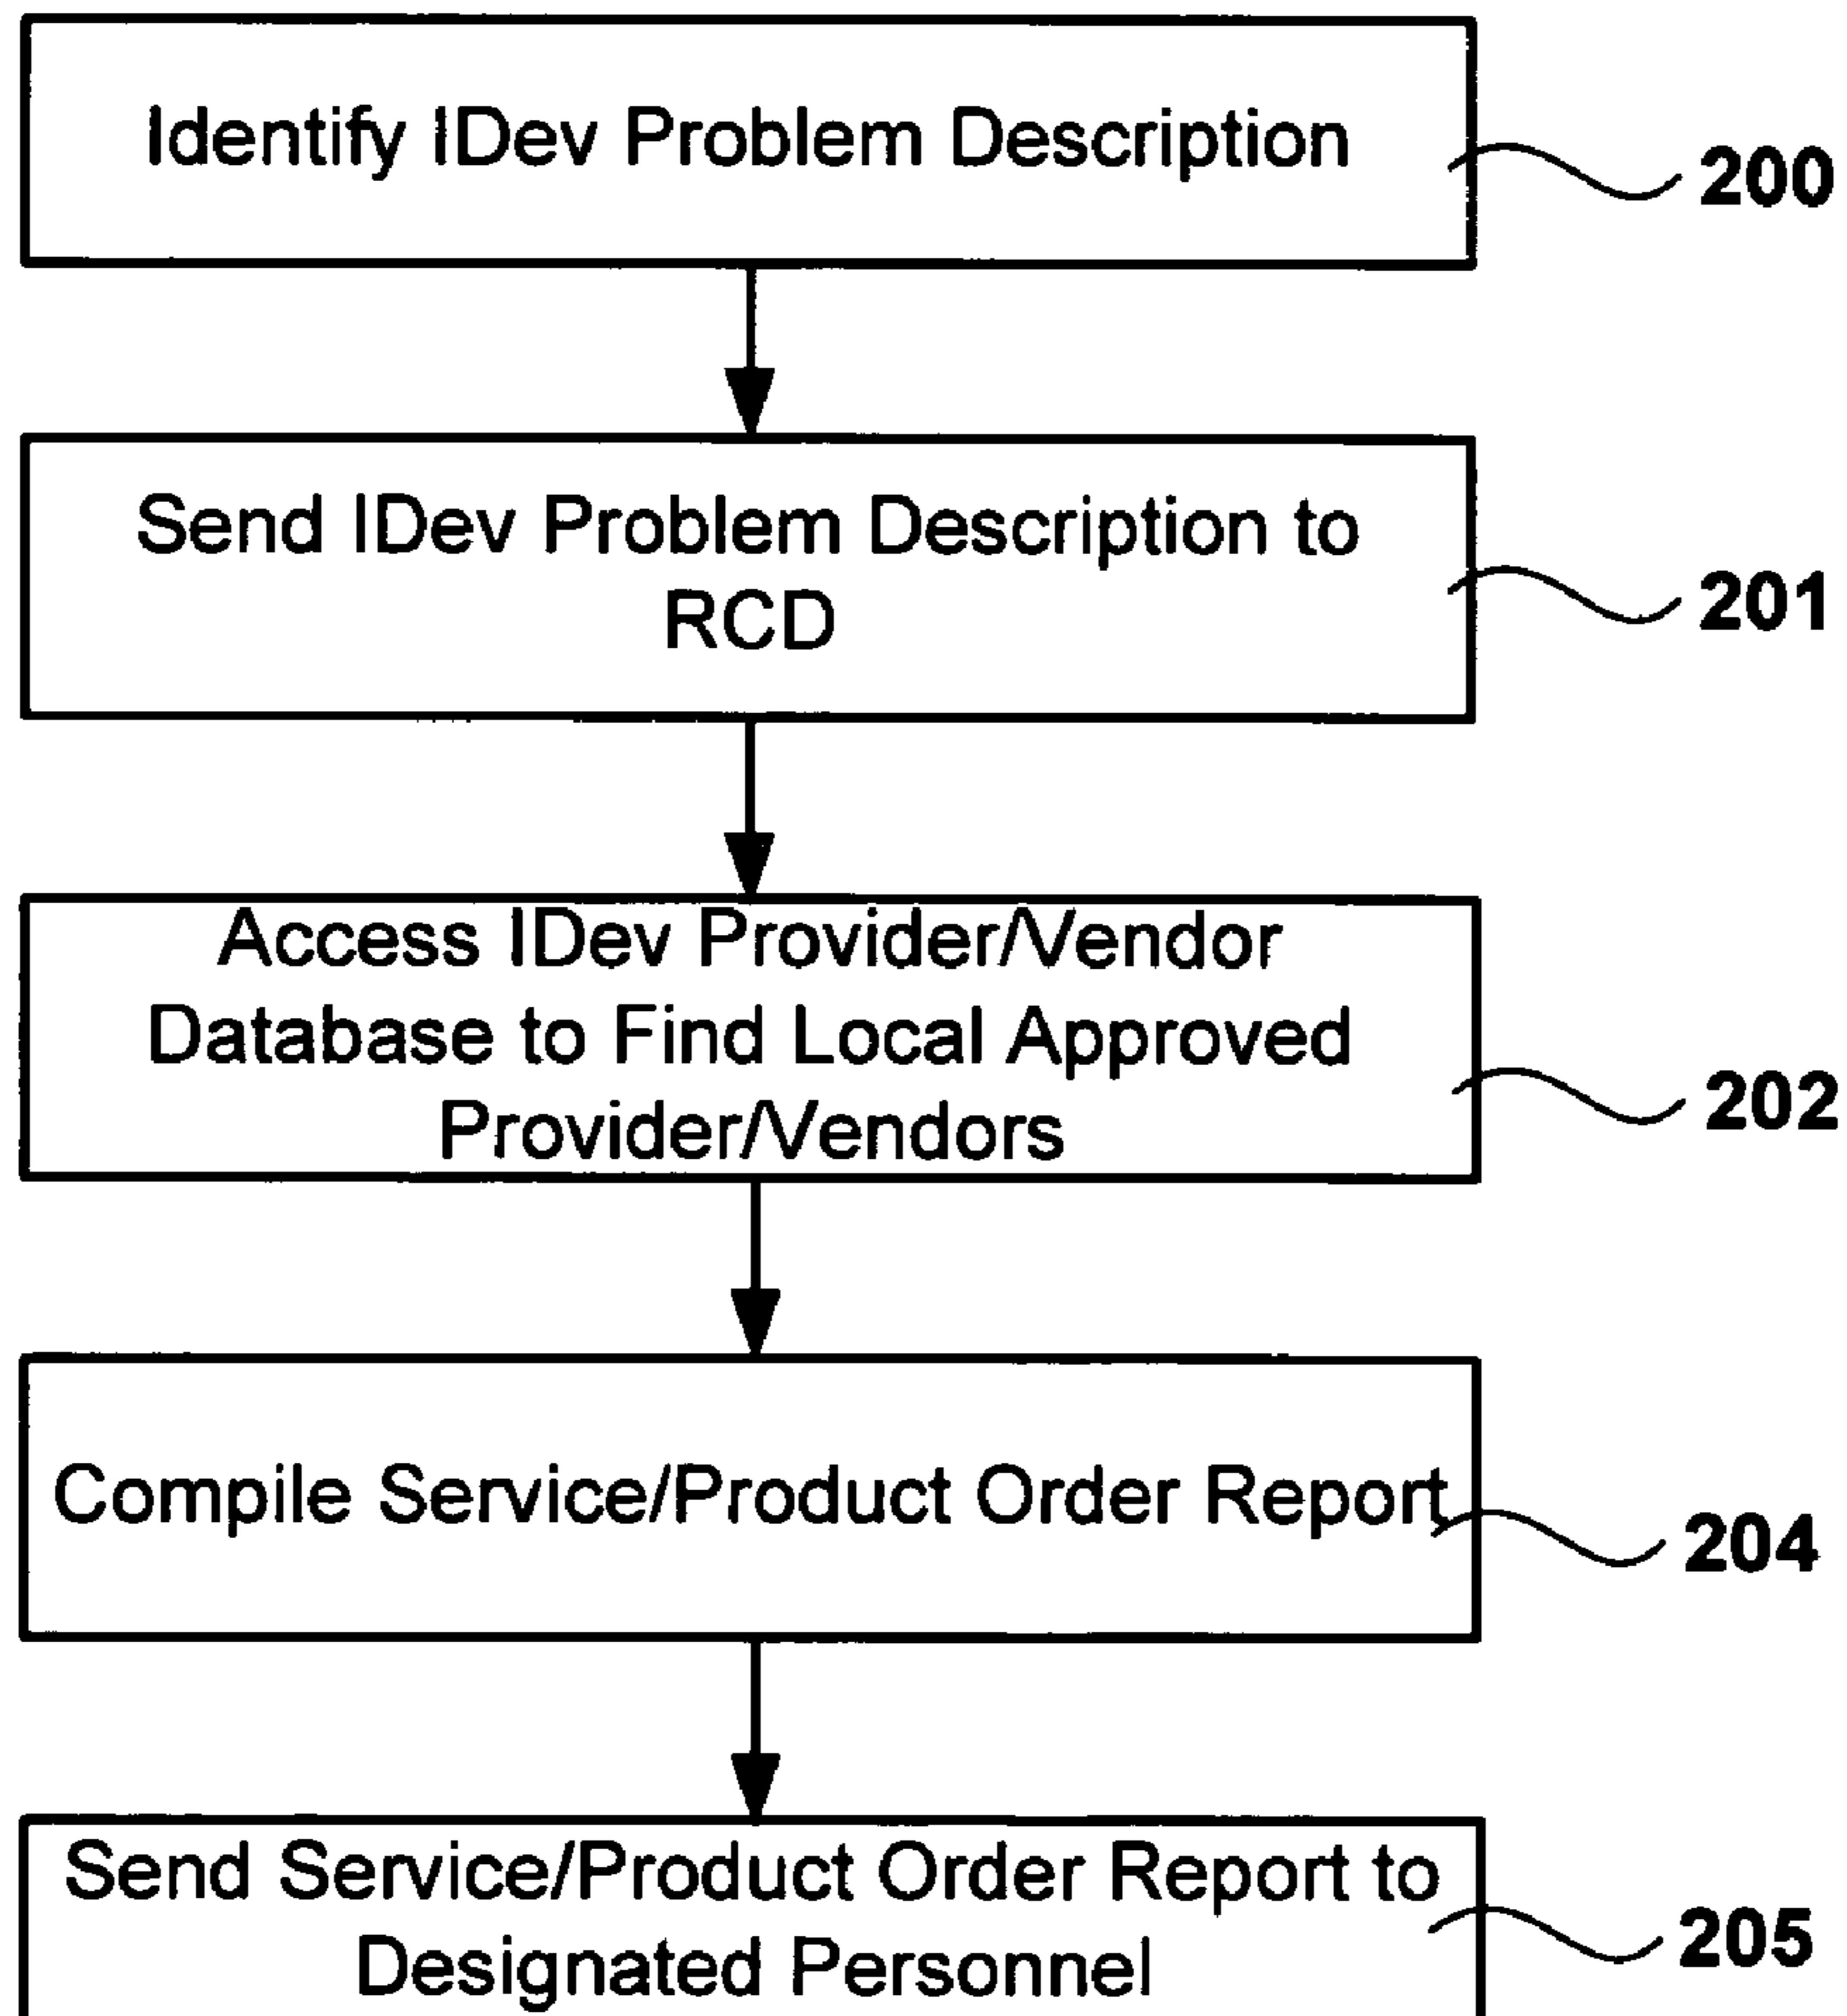 Identify IDev Problem Description
200
Send IDev Problem Description to
RCD
201
Access IDev Provider/Vendor
Database to Find Local Approved
Provider/Vendors
202
Compile Service/Product Order Report
204
Send Service/Product Order Report to
Designated Personnel
205